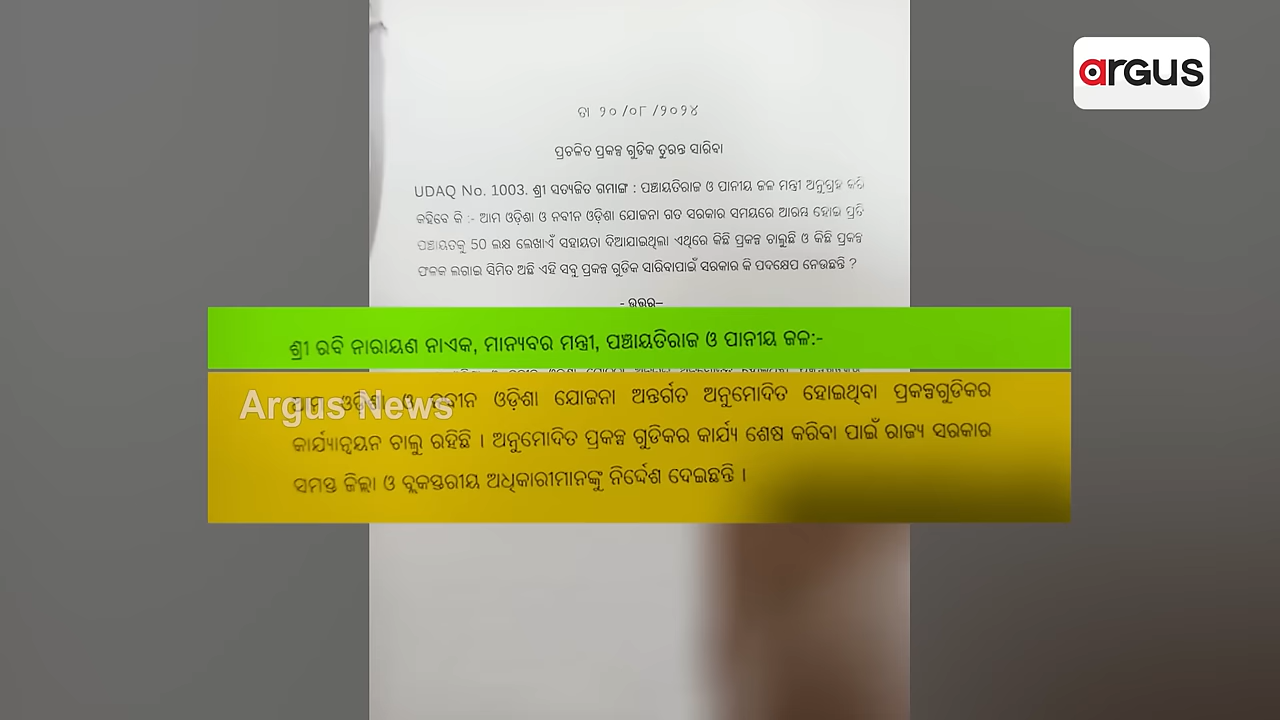 argus
ତା ୨୦ /୦୮ /୨୦୨୪
ପ୍ରଚଳିତ ପ୍ରକଳ୍ପ ଗୁଡିକ ତୁରନ୍ତ ସାରିବା
UDAQ No. 1003. ଶ୍ରୀ ସତ୍ୟଜିତ ଗମାଙ୍ଗ : ପଞ୍ଚାୟତିରାଜ ଓ ପାନୀୟ ଜଳ ମନ୍ତ୍ରୀ ଅନୁଗ୍ରହ କରି
କହିବେ କି :- ଆମ ଓଡ଼ିଶା ଓ ନବୀନ ଓଡ଼ିଶା ଯୋଜନା ଗତ ସରକାର ସମୟରେ ଆରମ୍ଭ ହୋଇ ପ୍ରତି
ପଞ୍ଚାୟତକୁ 50 ଲକ୍ଷ ଲେଖାଏଁ ସହାୟତା ଦିଆଯାଇଥିଲା ଏଥିରେ କିଛି ପ୍ରକଳ୍ପ ଚାଲୁଛି ଓ କିଛି ପ୍ରକଳ୍ପ
ଫଳକ ଲଗାଇ ସିମିତ ଅଛି ଏହି ସବୁ ପ୍ରକଳ୍ପ ଗୁଡିକ ସାରିବାପାଇଁ ସରକାର କି ପଦକ୍ଷେପ ନେଉଛନ୍ତି ?
- ଉତ୍ତର–
ଶ୍ରୀ ରବି ନାରାୟଣ ନାଏକ, ମାନ୍ୟବର ମନ୍ତ୍ରୀ, ପଞ୍ଚାୟତିରାଜ ଓ ପାନୀୟ ଜଳ:-
ଆମ ଓଡ଼ିଶା ଓ ନବୀନ ଓଡ଼ିଶା ଯୋଜନା ଅନ୍ତର୍ଗତ ଅନୁମୋଦିତ ହୋଇଥିବା ପ୍ରକଳ୍ପଗୁଡିକର
Argus News
କାର୍ଯ୍ୟାନ୍ୱୟନ ଚାଲୁ ରହିଛି । ଅନୁମୋଦିତ ପ୍ରକଳ୍ପ ଗୁଡିକର କାର୍ଯ୍ୟ ଶେଷ କରିବା ପାଇଁ ରାଜ୍ୟ ସରକାର
ସମସ୍ତ ଜିଲ୍ଲା ଓ ବ୍ଲକସ୍ତରୀୟ ଅଧିକାରୀମାନଙ୍କୁ ନିର୍ଦ୍ଦେଶ ଦେଇଛନ୍ତି ।